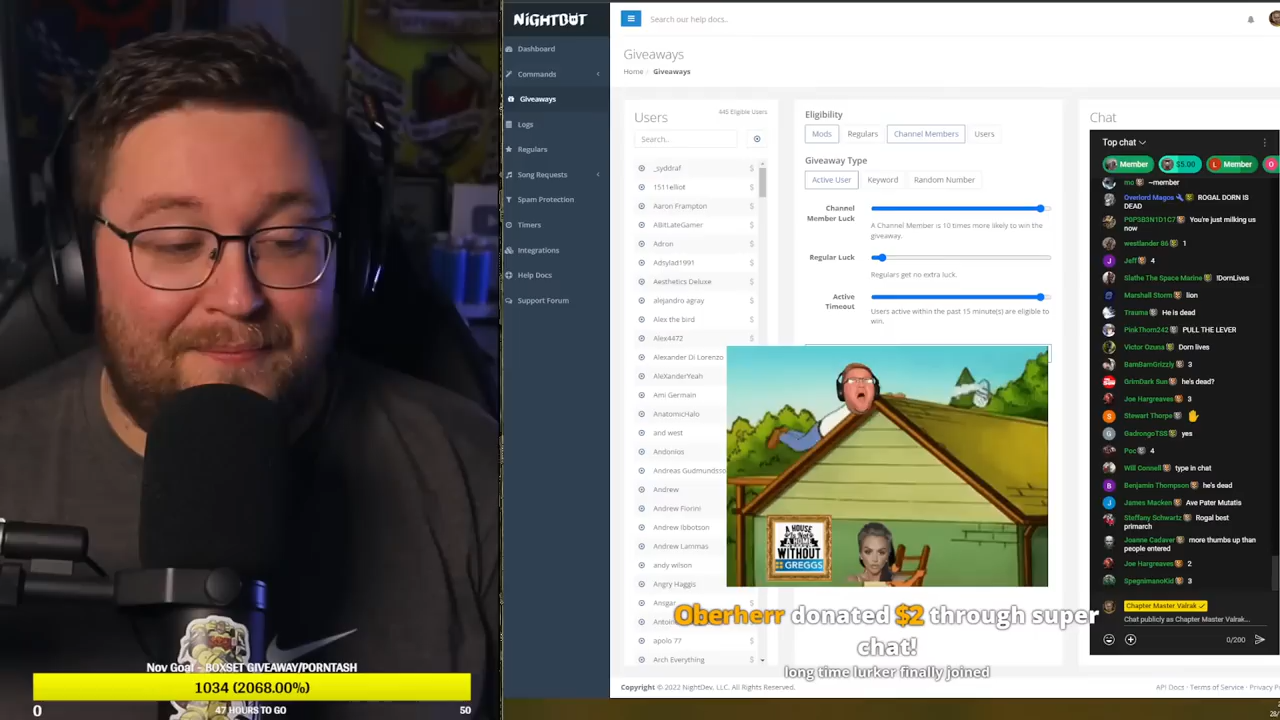 NiGHTBOT
Search our help docs..
Dashboard
Commands
Giveaways
Logs
Regulars
Song Requests
Spam Protection
Timers
Integrations
Help Docs
Support Forum
Giveaways
Home / Giveaways
Users
445 Eligible Users
Search..
_syddraf $
1511elliot $
Aaron Frampton $
ABitLateGamer $
Adron $
Adsylad1991 $
Aesthetics Deluxe $
alejandro agray $
Alex the bird $
Alex4472 $
Alexander Di Lorenzo
AleXanderYeah
Ami Germain
AnatomicHalo
and west
Andonios
Andreas Gudmundsso
Andrew
Andrew Fiorini
Andrew Ibbotson
Andrew Lammas
andy wilson
Angry Haggis
Ansgar
Antoin
apolo 77 $
Arch Everything $
Eligibility
Mods Regulars Channel Members Users
Giveaway Type
Active User Keyword Random Number
Channel
Member Luck
A Channel Member is 10 times more likely to win the
giveaway.
Regular Luck
Regulars get no extra luck.
Active
Timeout
Users active within the past 15 minute(s) are eligible to
win.
A HOUSE
is Not A
HOME
WITHOUT
GREGGS
Oberherr donated $2 through super
chat!
long time lurker finally joined
Chat
Top chat
Member $5.00 L Member
mc ~member
Overlord Magos ROGAL DORN IS
DEAD
P0P3B3N1D1C7 You're just milking us
now
westlander 86 1
J Jeff 4
Slathe The Space Marine !DornLives
Marshall Storm lion
Trauma He is dead
PinkThorn242 PULL THE LEVER
Victor Ozuna Dorn lives
BamBamGrizzly 3
GrimDark Sun he's dead?
Joe Hargreaves 3
S Stewart Thorpe
G GadrongoTSS yes
Poc 4
Will Connell type in chat
B Benjamin Thompson he's dead
James Macken Ave Pater Mutatis
Steffany Schwartz Rogal best
primarch
Joanne Cadaver more thumbs up than
people entered
Joe Hargreaves 2
SpegnimanoKid 3
Chapter Master Valrak
Chat publicly as Chapter Master Valrak...
0/200
Copyright © 2022 NightDev, LLC. All Rights Reserved.
API Docs · Terms of Service · Privacy Po
Nov Goal - BOXSET GIVEAWAY/PORNTASH
1034 (2068.00%)
0 47 HOURS TO GO 50